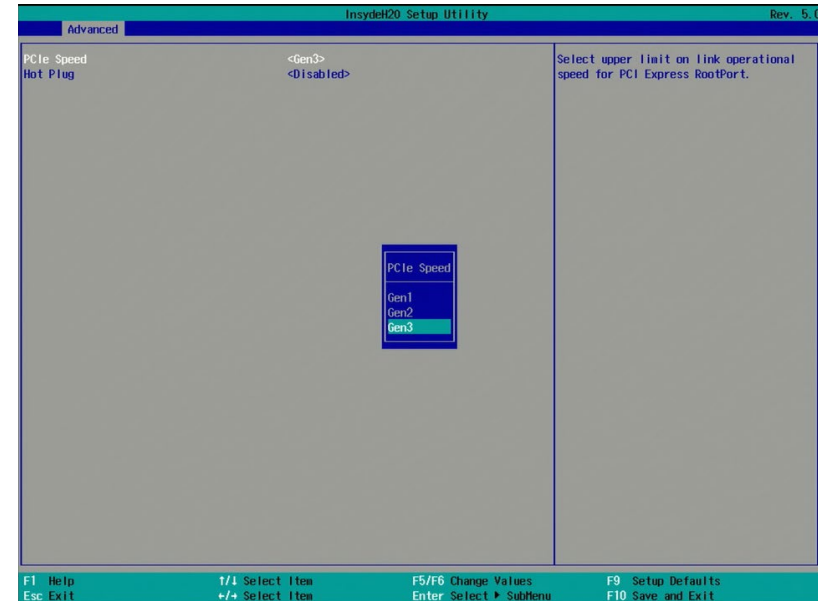 InsydeH20 Setup Utility Rev. 5.0
Advanced
PCIe Speed <Gen3>
Hot Plug <Disabled>
Select upper limit on link operational
speed for PCI Express RootPort.
PCIe Speed
Gen1
Gen2
Gen3
F1 Help ↑/↓ Select Item F5/F6 Change Values F9 Setup Defaults
Esc Exit ←/→ Select Item Enter Select ▶ SubMenu F10 Save and Exit